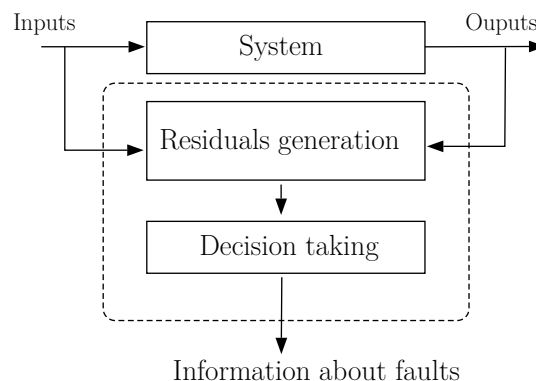 Inputs
Ouputs
System
Residuals generation
Decision taking
Information about faults